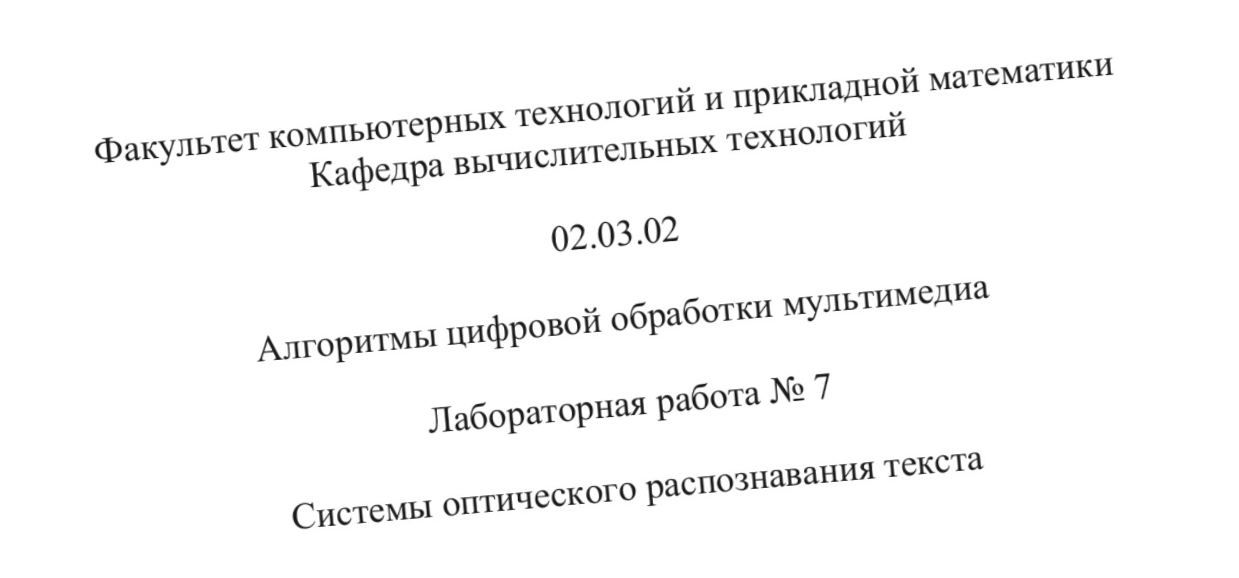 Факультет компьютерных технологий и прикладной математики
Кафедра вычислительных технологий
02.03.02
Алгоритмы цифровой обработки мультимедиа
Лабораторная работа № 7
Системы оптического распознавания текста